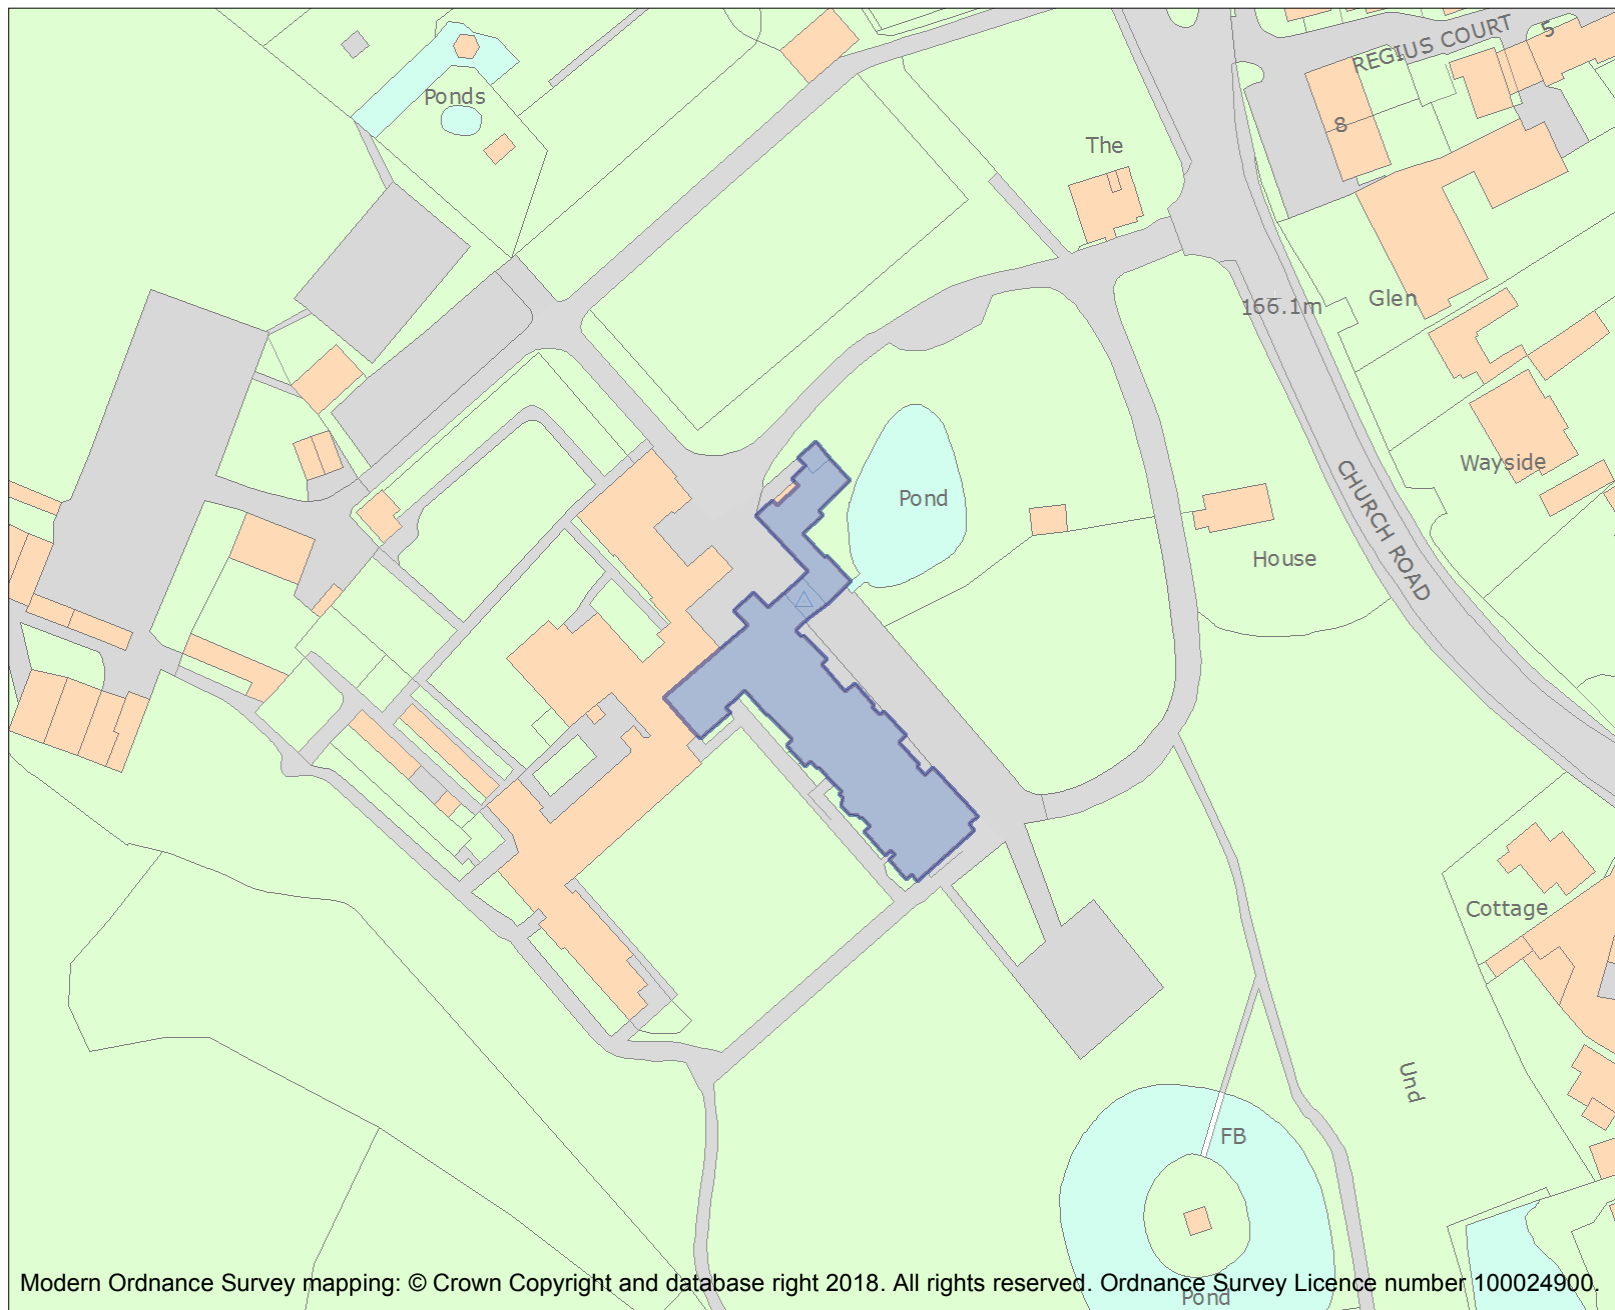 REGIUS COURT
5
8
Ponds
The
166.1m
Glen
Wayside
Pond
CHURCH ROAD
House
Cottage
Und
FB
Pond
Modern Ordnance Survey mapping: © Crown Copyright and database right 2018. All rights reserved. Ordnance Survey Licence number 100024900.